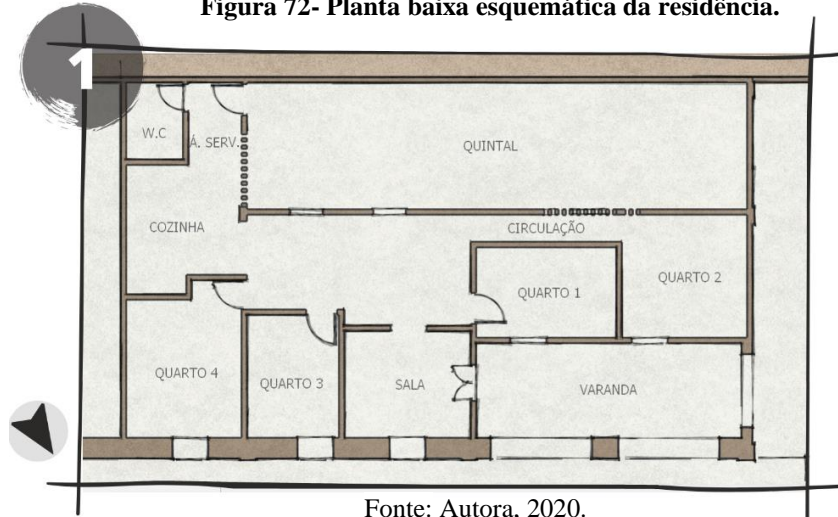 Figura 72- Planta baixa esquemática da residência.
1
W.C
Á. SERV.
QUINTAL
COZINHA
CIRCULAÇÃO
QUARTO 1
QUARTO 2
QUARTO 4
QUARTO 3
SALA
VARANDA
Fonte: Autora, 2020.